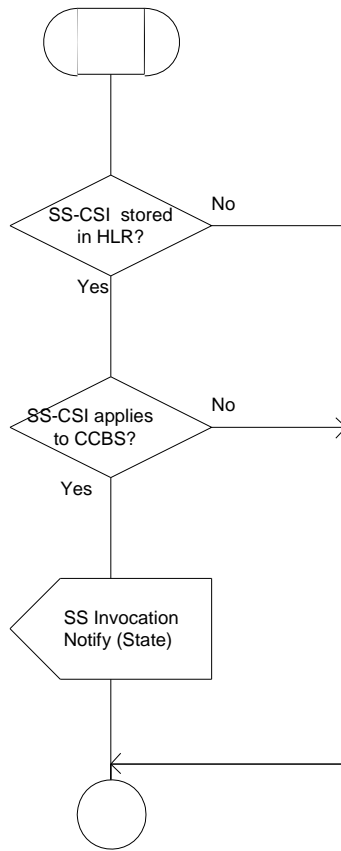 SS-CSI stored
in HLR?
No
Yes
SS-CSI applies
to CCBS?
No
Yes
SS Invocation
Notify (State)